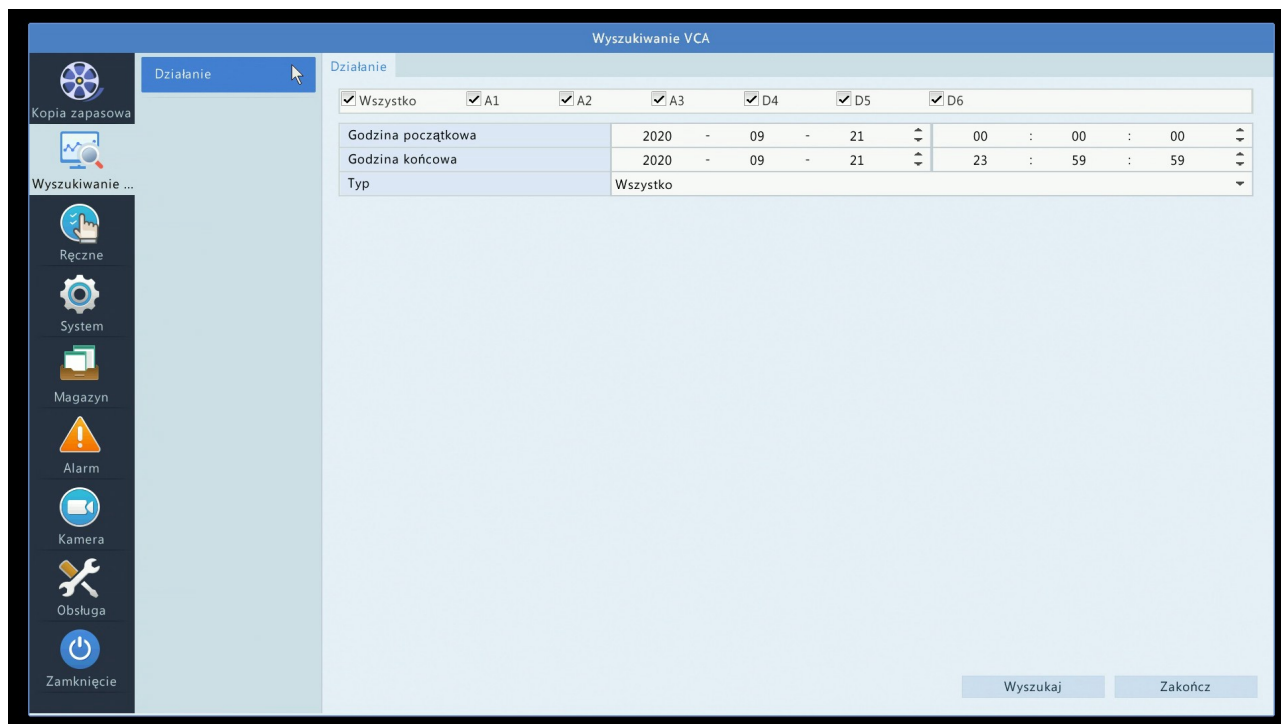 Wyszukiwanie VCA
Kopia zapasowa
Wyszukiwanie ...
Ręczne
System
Magazyn
Alarm
Kamera
Obsługa
Zamknięcie
Działanie
Działanie
Wszystko A1 A2 A3 D4 D5 D6
Godzina początkowa 2020 - 09 - 21 00 : 00 : 00
Godzina końcowa 2020 - 09 - 21 23 : 59 : 59
Typ Wszystko
Wyszukaj Zakończ